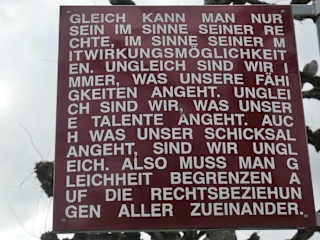 GLEICH KANN MAN NUR
SEIN IM SINNE SEINER RE
CHTE, IM SINNE SEINER M
ITWIRKUNGSMÖGLICHKEIT
EN. UNGLEICH SIND WIR I
MMER, WAS UNSERE FÄHI
GKEITEN ANGEHT. UNGLEI
CH SIND WIR, WAS UNSER
E TALENTE ANGEHT. AUC
H WAS UNSER SCHICKSAL
ANGEHT, SIND WIR UNGL
EICH. ALSO MUSS MAN G
LEICHHEIT BEGRENZEN A
UF DIE RECHTSBEZIEHUN
GEN ALLER ZUEINANDER.